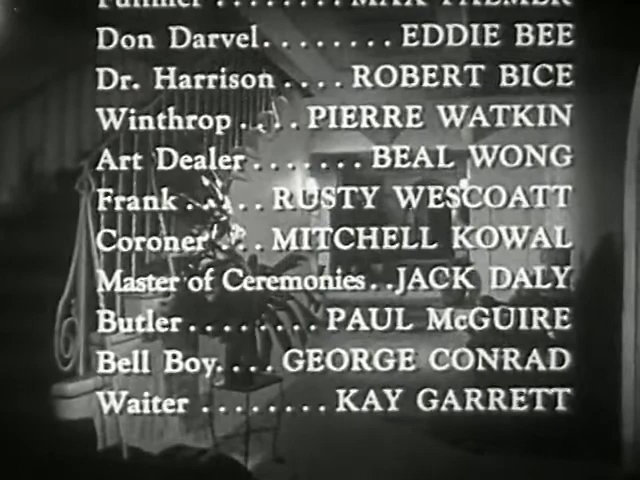 Don Darvel........ EDDIE BEE
Dr. Harrison .... ROBERT BICE
Winthrop .... PIERRE WATKIN
Art Dealer....... BEAL WONG
Frank ..... RUSTY WESCOATT
Coroner ... MITCHELL KOWAL
Master of Ceremonies..JACK DALY
Butler........ PAUL McGUIRE
Bell Boy.... GEORGE CONRAD
Waiter ........ KAY GARRETT